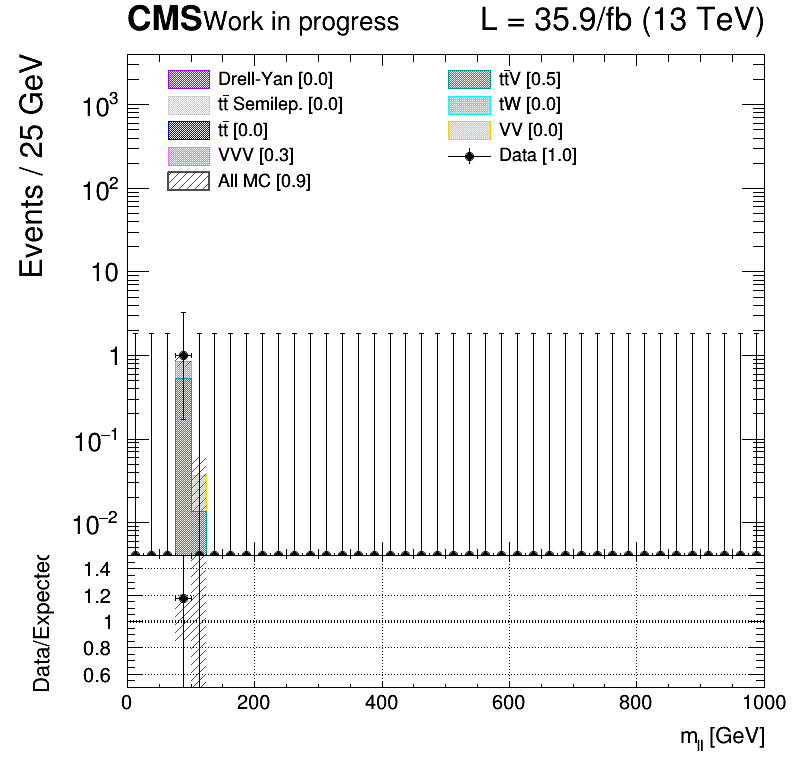 CMS Work in progress L = 35.9/fb (13 TeV)
Events / 25 GeV
Drell-Yan [0.0]
tt̄ Semilep. [0.0]
tt̄ [0.0]
VVV [0.3]
All MC [0.9]
tt̄V [0.5]
tW [0.0]
VV [0.0]
Data [1.0]
10³
10²
10
1
10⁻¹
10⁻²
Data/Expected
1.4
1.2
1
0.8
0.6
0 200 400 600 800 1000
m_ll [GeV]